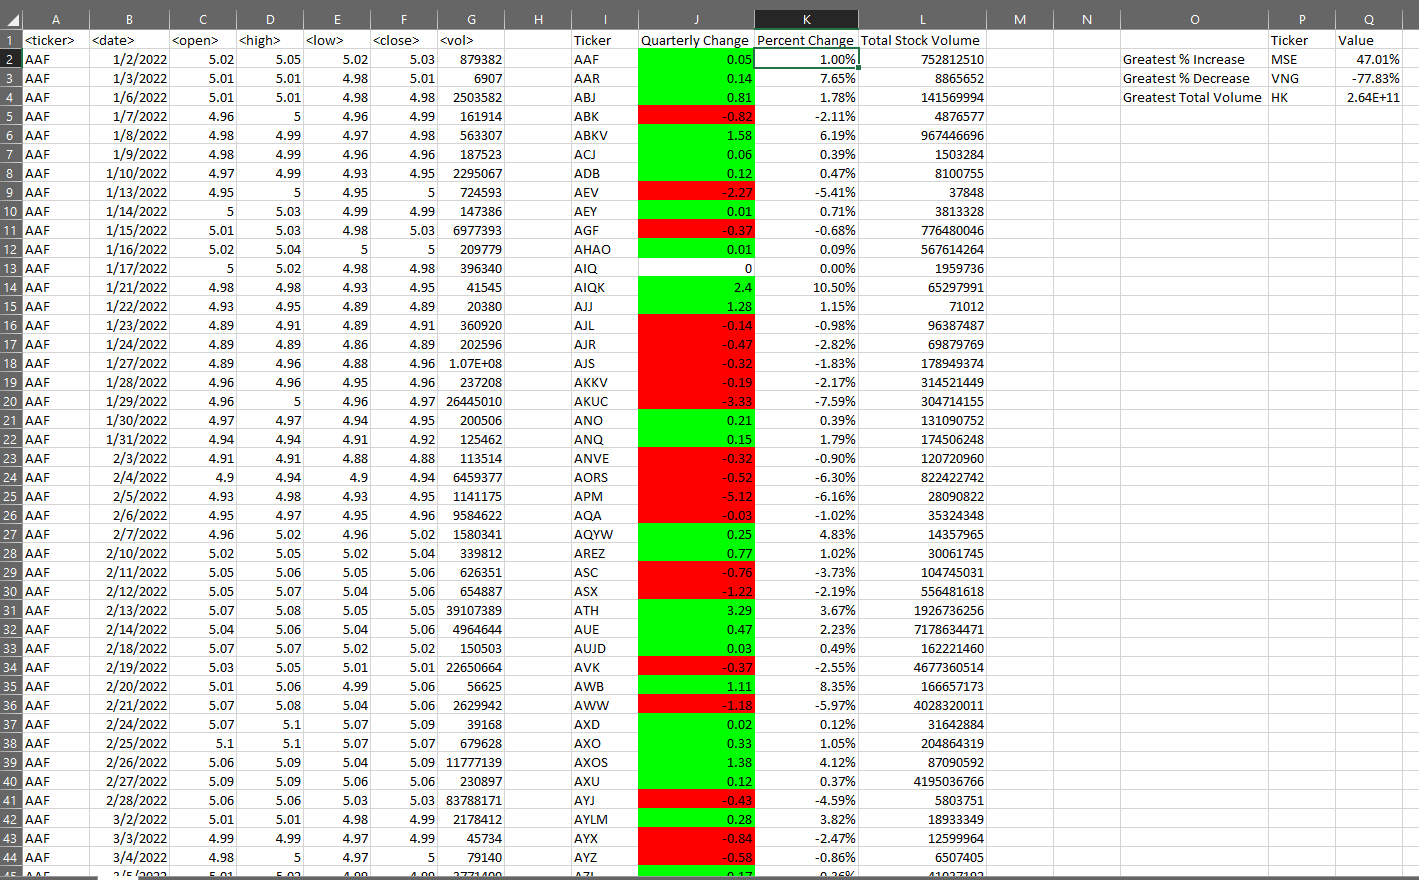 A B C D E F G H I J K L M N O P Q
1 <ticker> <date> <open> <high> <low> <close> <vol> Ticker Quarterly Change Percent Change Total Stock Volume Ticker Value
2 AAF 1/2/2022 5.02 5.05 5.02 5.03 879382 AAF 0.05 1.00% 752812510 Greatest % Increase MSE 47.01%
3 AAF 1/3/2022 5.01 5.01 4.98 5.01 6907 AAR 0.14 7.65% 8865652 Greatest % Decrease VNG -77.83%
4 AAF 1/6/2022 5.01 5.01 4.98 4.98 2503582 ABJ 0.81 1.78% 141569994 Greatest Total Volume HK 2.64E+11
5 AAF 1/7/2022 4.96 5 4.96 4.99 161914 ABK -0.82 -2.11% 4876577
6 AAF 1/8/2022 4.98 4.99 4.97 4.98 563307 ABKV 1.58 6.19% 967446696
7 AAF 1/9/2022 4.98 4.99 4.96 4.96 187523 ACJ 0.06 0.39% 1503284
8 AAF 1/10/2022 4.97 4.99 4.93 4.95 2295067 ADB 0.12 0.47% 8100755
9 AAF 1/13/2022 4.95 5 4.95 5 724593 AEV -2.27 -5.41% 37848
10 AAF 1/14/2022 5 5.03 4.99 4.99 147386 AEY 0.01 0.71% 3813328
11 AAF 1/15/2022 5.01 5.03 4.98 5.03 6977393 AGF -0.37 -0.68% 776480046
12 AAF 1/16/2022 5.02 5.04 5 5 209779 AHAO 0.01 0.09% 567614264
13 AAF 1/17/2022 5 5.02 4.98 4.98 396340 AIQ 0 0.00% 1959736
14 AAF 1/21/2022 4.98 4.98 4.93 4.95 41545 AIQK 2.4 10.50% 65297991
15 AAF 1/22/2022 4.93 4.95 4.89 4.89 20380 AJJ 1.28 1.15% 71012
16 AAF 1/23/2022 4.89 4.91 4.89 4.91 360920 AJL -0.14 -0.98% 96387487
17 AAF 1/24/2022 4.89 4.89 4.86 4.89 202596 AJR -0.47 -2.82% 69879769
18 AAF 1/27/2022 4.89 4.96 4.88 4.96 1.07E+08 AJS -0.32 -1.83% 178949374
19 AAF 1/28/2022 4.96 4.96 4.95 4.96 237208 AKKV -0.19 -2.17% 314521449
20 AAF 1/29/2022 4.96 5 4.96 4.97 26445010 AKUC -3.33 -7.59% 304714155
21 AAF 1/30/2022 4.97 4.97 4.94 4.95 200506 ANO 0.21 0.39% 131090752
22 AAF 1/31/2022 4.94 4.94 4.91 4.92 125462 ANQ 0.15 1.79% 174506248
23 AAF 2/3/2022 4.91 4.91 4.88 4.88 113514 ANVE -0.32 -0.90% 120720960
24 AAF 2/4/2022 4.9 4.94 4.9 4.94 6459377 AORS -0.52 -6.30% 822422742
25 AAF 2/5/2022 4.93 4.98 4.93 4.95 1141175 APM -5.12 -6.16% 28090822
26 AAF 2/6/2022 4.95 4.97 4.95 4.96 9584622 AQA -0.03 -1.02% 35324348
27 AAF 2/7/2022 4.96 5.02 4.96 5.02 1580341 AQYW 0.25 4.83% 14357965
28 AAF 2/10/2022 5.02 5.05 5.02 5.04 339812 AREZ 0.77 1.02% 30061745
29 AAF 2/11/2022 5.05 5.06 5.05 5.06 626351 ASC -0.76 -3.73% 104745031
30 AAF 2/12/2022 5.05 5.07 5.04 5.06 654887 ASX -1.22 -2.19% 556481618
31 AAF 2/13/2022 5.07 5.08 5.05 5.05 39107389 ATH 3.29 3.67% 1926736256
32 AAF 2/14/2022 5.04 5.06 5.04 5.06 4964644 AUE 0.47 2.23% 7178634471
33 AAF 2/18/2022 5.07 5.07 5.02 5.02 150503 AUJD 0.03 0.49% 162221460
34 AAF 2/19/2022 5.03 5.05 5.01 5.01 22650664 AVK -0.37 -2.55% 4677360514
35 AAF 2/20/2022 5.01 5.06 4.99 5.06 56625 AWB 1.11 8.35% 166657173
36 AAF 2/21/2022 5.07 5.08 5.04 5.06 2629942 AWW -1.18 -5.97% 4028320011
37 AAF 2/24/2022 5.07 5.1 5.07 5.09 39168 AXD 0.02 0.12% 31642884
38 AAF 2/25/2022 5.1 5.1 5.07 5.07 679628 AXO 0.33 1.05% 204864319
39 AAF 2/26/2022 5.06 5.09 5.04 5.09 11777139 AXOS 1.38 4.12% 87090592
40 AAF 2/27/2022 5.09 5.09 5.06 5.06 230897 AXU 0.12 0.37% 4195036766
41 AAF 2/28/2022 5.06 5.06 5.03 5.03 83788171 AYJ -0.43 -4.59% 5803751
42 AAF 3/2/2022 5.01 5.01 4.98 4.99 2178412 AYLM 0.28 3.82% 18933349
43 AAF 3/3/2022 4.99 4.99 4.97 4.99 45734 AYX -0.84 -2.47% 12599964
44 AAF 3/4/2022 4.98 5 4.97 5 79140 AYZ -0.58 -0.86% 6507405